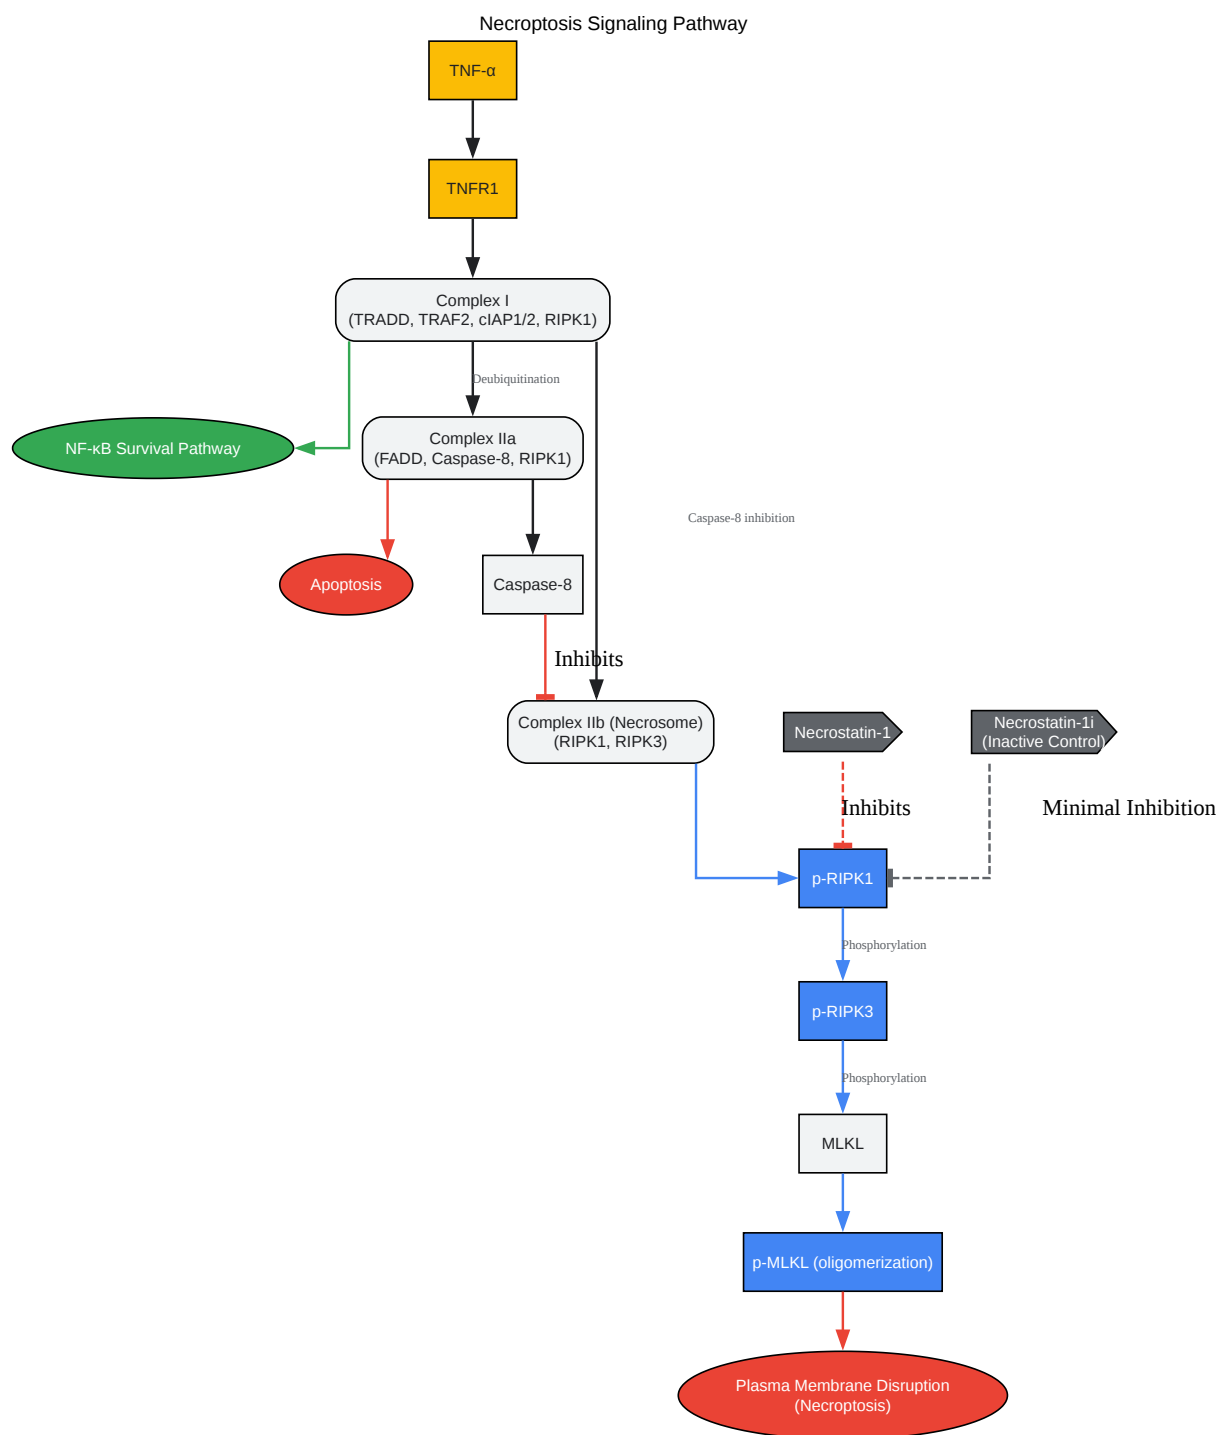 Necroptosis Signaling Pathway
TNF-α
TNFR1
Complex I
(TRADD, TRAF2, cIAP1/2, RIPK1)
Deubiquitination
NF-κB Survival Pathway
Complex IIa
(FADD, Caspase-8, RIPK1)
Caspase-8 inhibition
Apoptosis
Caspase-8
Inhibits
Complex IIb (Necrosome)
(RIPK1, RIPK3)
Necrostatin-1
Necrostatin-1i
(Inactive Control)
Inhibits
Minimal Inhibition
p-RIPK1
Phosphorylation
p-RIPK3
Phosphorylation
MLKL
p-MLKL (oligomerization)
Plasma Membrane Disruption
(Necroptosis)